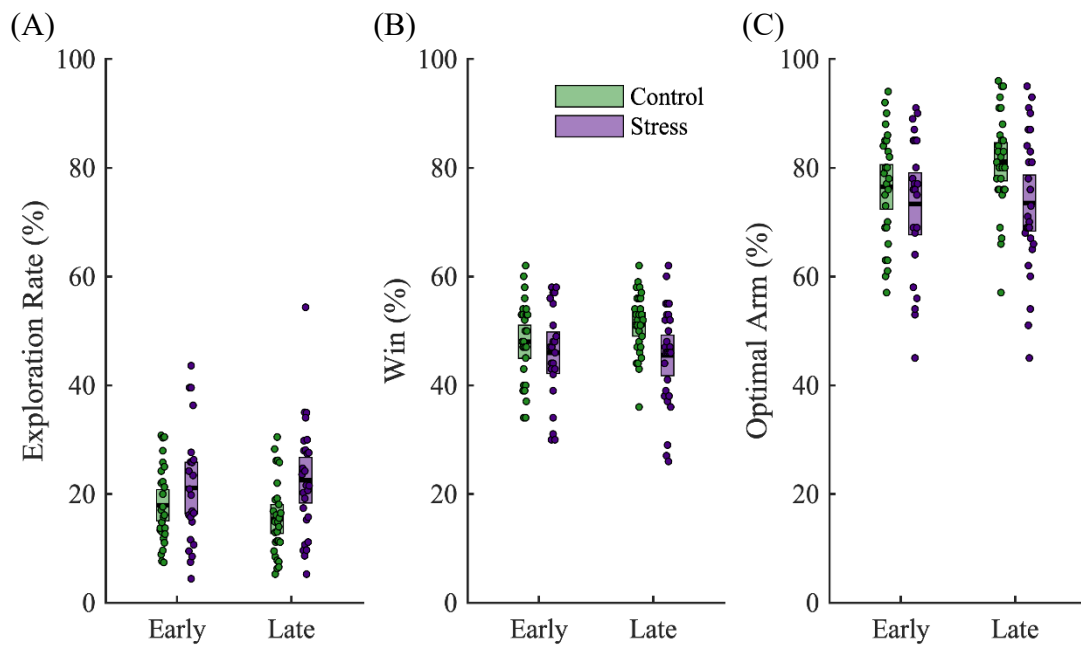 (A)
Exploration Rate (%)
100
80
60
40
20
0
Early Late
(B)
Win (%)
100
80
60
40
20
0
Control
Stress
Early Late
(C)
Optimal Arm (%)
100
80
60
40
20
0
Early Late